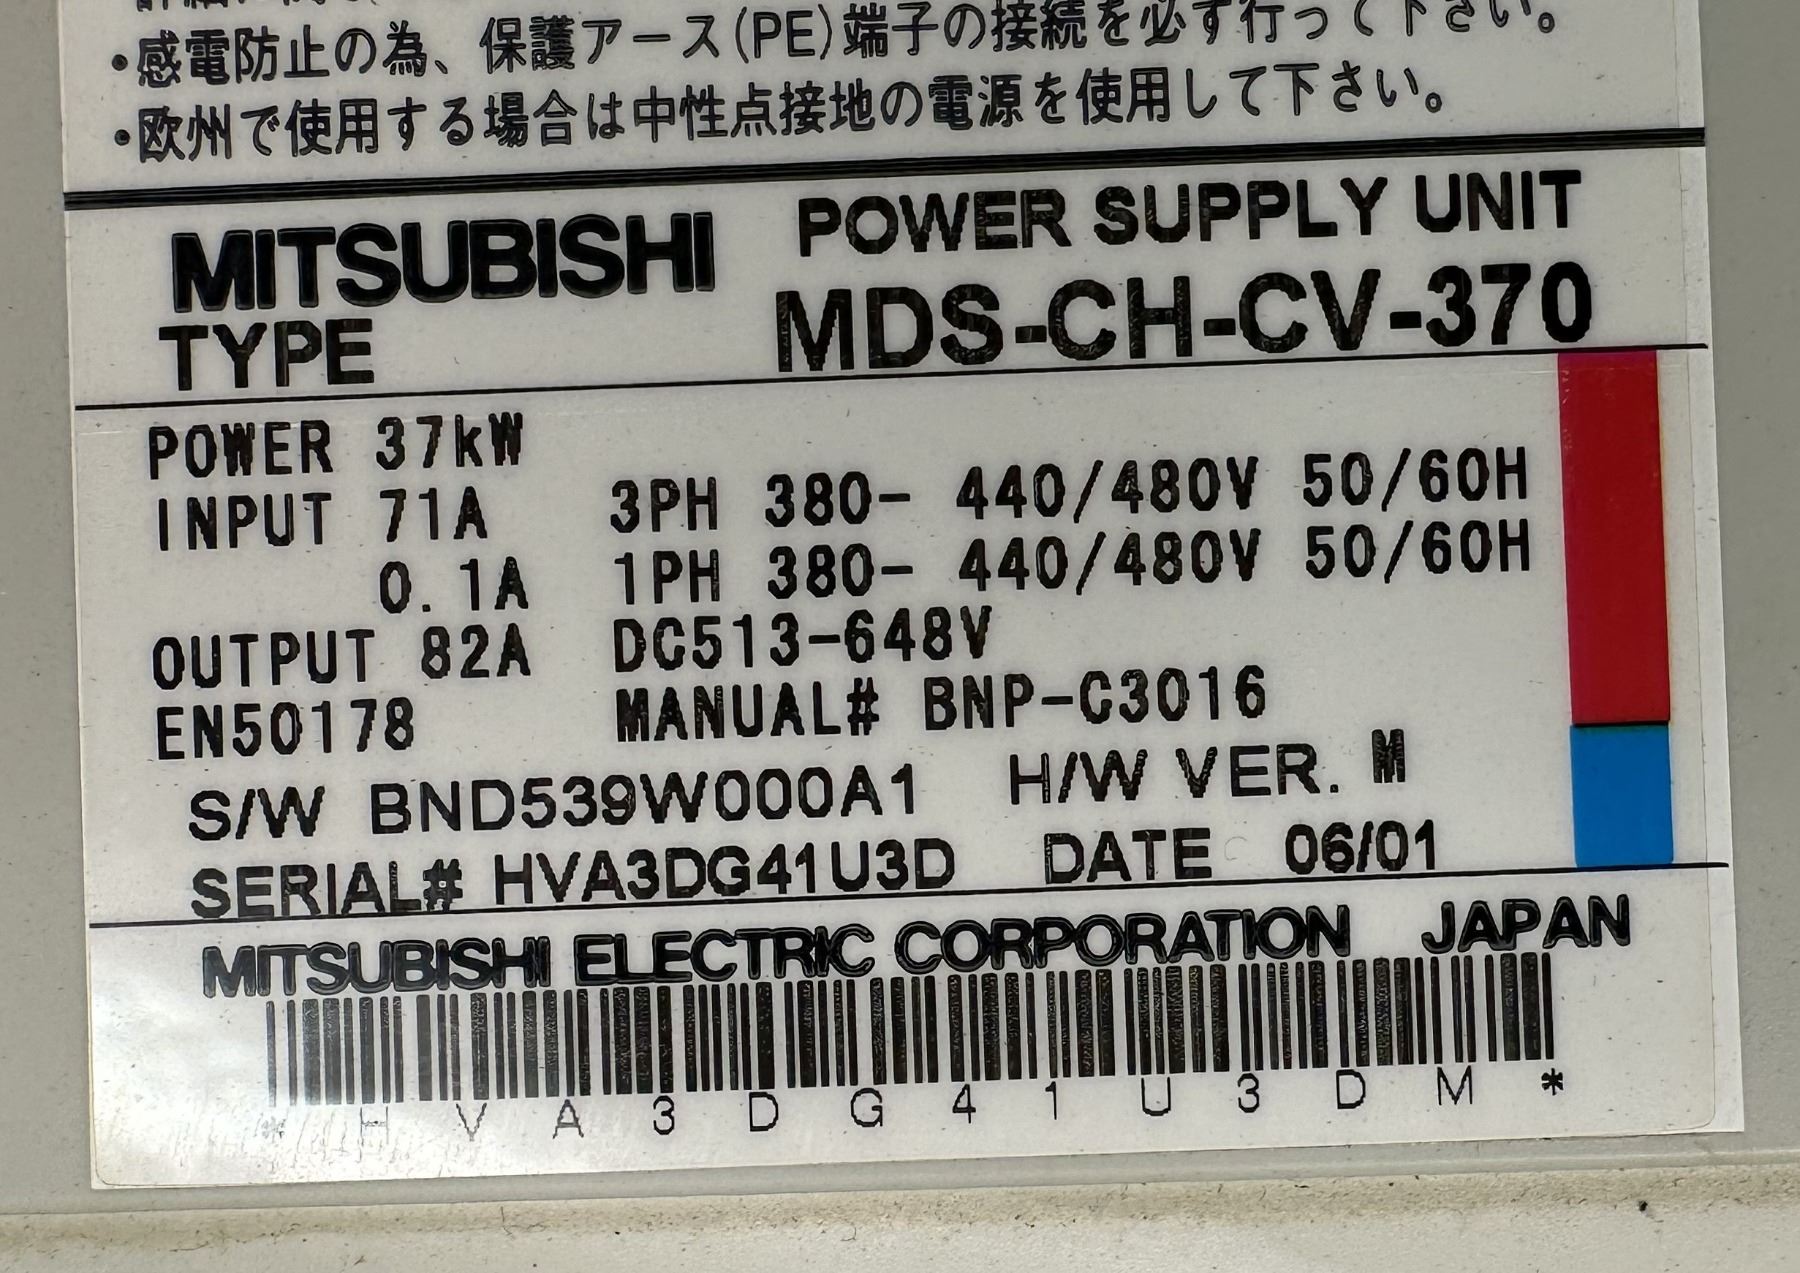 ・感電防止の為、保護アース(PE)端子の接続を必ず行って下さい。
・欧州で使用する場合は中性点接地の電源を使用して下さい。
MITSUBISHI POWER SUPPLY UNIT
TYPE MDS-CH-CV-370
POWER 37kW
INPUT 71A 3PH 380- 440/480V 50/60H
0.1A 1PH 380- 440/480V 50/60H
OUTPUT 82A DC513-648V
EN50178 MANUAL# BNP-C3016
S/W BND539W000A1 H/W VER. M
SERIAL# HVA3DG41U3D DATE 06/01
MITSUBISHI ELECTRIC CORPORATION JAPAN
* H V A 3 D G 4 1 U 3 D M *